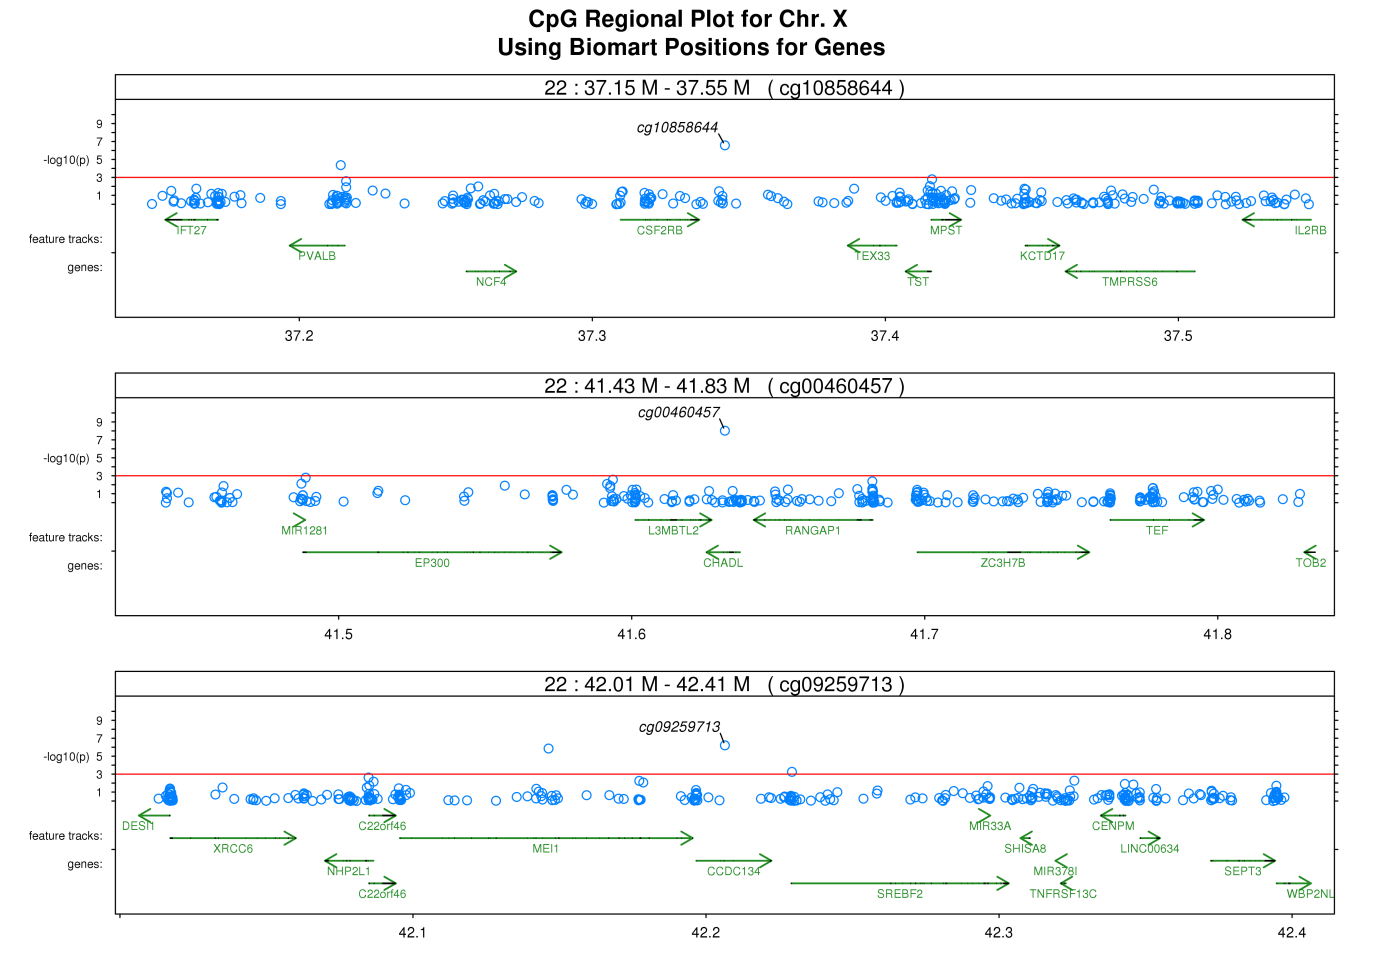 CpG Regional Plot for Chr. X
Using Biomart Positions for Genes
22 : 37.15 M - 37.55 M ( cg10858644 )
9
cg10858644
7
-log10(p) 5
3
1
IFT27 CSF2RB MPST IL2RB
feature tracks:
PVALB TEX33 KCTD17
genes:
NCF4 TST TMPRSS6
37.2 37.3 37.4 37.5
22 : 41.43 M - 41.83 M ( cg00460457 )
cg00460457
9
7
-log10(p) 5
3
1
MIR1281 L3MBTL2 RANGAP1 TEF
feature tracks:
EP300 CHADL ZC3H7B TOB2
genes:
41.5 41.6 41.7 41.8
22 : 42.01 M - 42.41 M ( cg09259713 )
9
cg09259713
7
-log10(p) 5
3
1
DESI1 C22orf46 MIR33A CENPM
feature tracks:
XRCC6 MEI1 SHISA8 LINC00634
genes:
NHP2L1 CCDC134 MIR378I SEPT3
C22orf46 SREBF2 TNFRSF13C WBP2NL
42.1 42.2 42.3 42.4